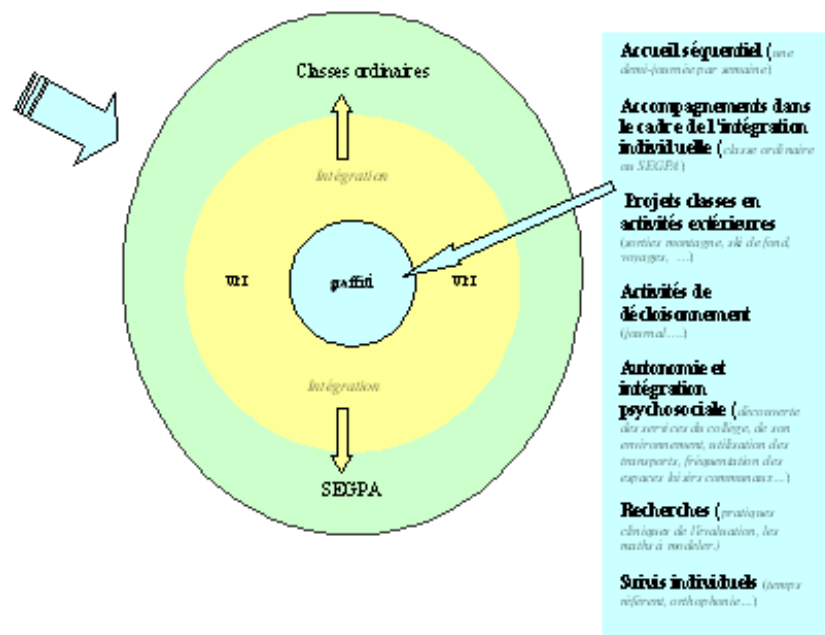 Classes ordinaires
Intégration
UPI
graffiti
UPI
Intégration
SEGPA
Accueil séquentiel (une
demi-journée par semaine)
Accompagnements dans
le cadre de l'intégration
individuelle (classe ordinaire
ou SEGPA)
Projets classes en
activités extérieures
(sorties montagne, ski de fond,
voyages, ….)
Activités de
décloisonnement
(journal….)
Autonomie et
intégration
psychosociale (découverte
des services du collège, de son
environnement, utilisation des
transports, fréquentation des
espaces loisirs communaux…)
Recherches (pratiques
cliniques de l'évaluation, les
maths à modeler.)
Suivis individuels (temps
référent, orthophonie…)